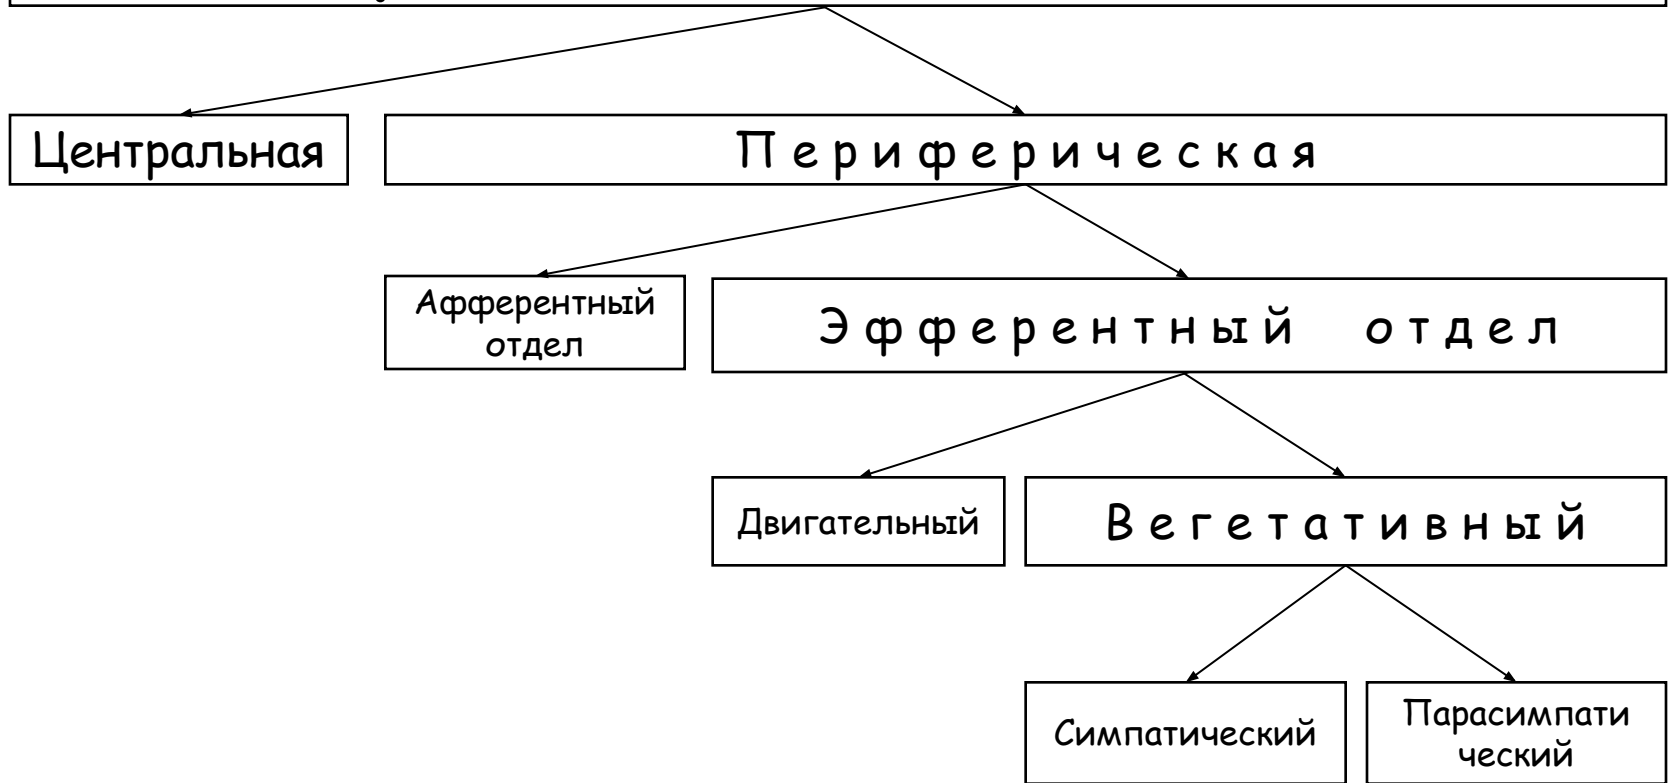 Центральная
Периферическая
Афферентный
отдел
Эфферентный отдел
Двигательный
Вегетативный
Симпатический
Парасимпати
ческий